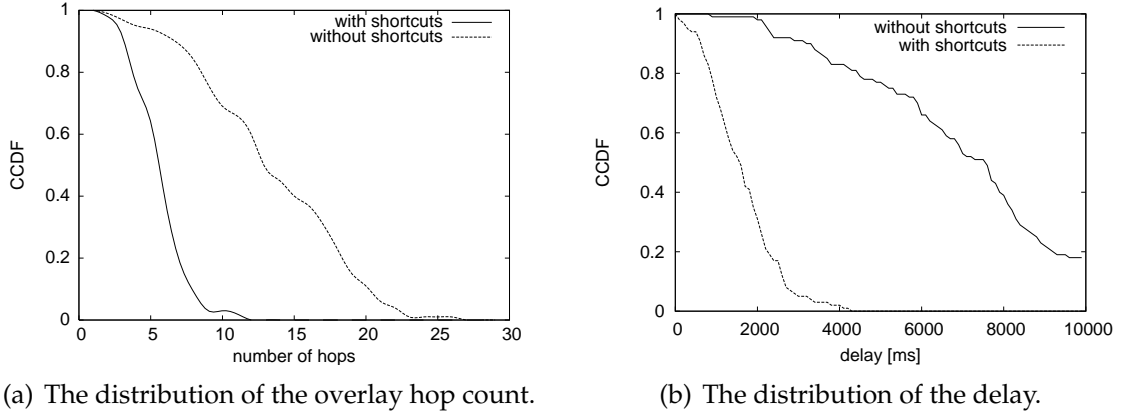 1
0.8
0.6
0.4
0.2
0
CCDF
0 5 10 15 20 25 30
number of hops
with shortcuts
without shortcuts
(a) The distribution of the overlay hop count.
1
0.8
0.6
0.4
0.2
0
CCDF
0 2000 4000 6000 8000 10000
delay [ms]
without shortcuts
with shortcuts
(b) The distribution of the delay.